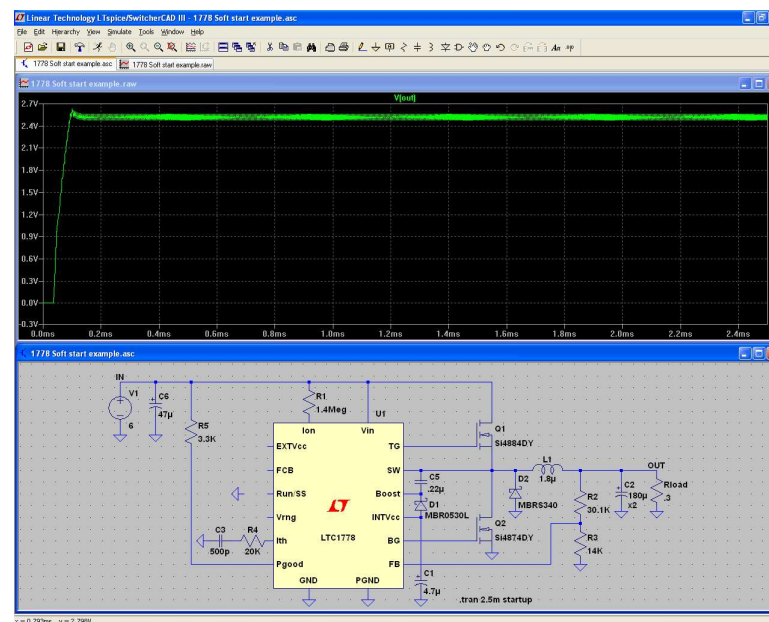 Linear Technology LTspice/SwitcherCAD III - 1778 Soft start example.asc
File Edit Hierarchy View Simulate Tools Window Help
1778 Soft start example.asc 1778 Soft start example.raw
1778 Soft start example.raw
V(out)
2.7V
2.4V
2.1V
1.8V
1.5V
1.2V
0.9V
0.6V
0.3V
0.0V
-0.3V
0.0ms 0.2ms 0.4ms 0.6ms 0.8ms 1.0ms 1.2ms 1.4ms 1.6ms 1.8ms 2.0ms 2.2ms 2.4ms
1778 Soft start example.asc
IN
V1
6
C6
47µ
R5
3.3K
R1
1.4Meg
U1
Ion Vin
EXTVcc TG
FCB SW
Run/SS Boost
Vrng INTVcc
LTC1778
Ith BG
Pgood FB
GND PGND
C3
500p
R4
20K
Q1
Si4884DY
C5
.22µ
D1
MBR0530L
Q2
Si4874DY
C1
4.7µ
D2
MBRS340
L1
1.8µ
OUT
R2
30.1K
R3
14K
C2
180µ
x2
Rload
.3
.tran 2.5m startup